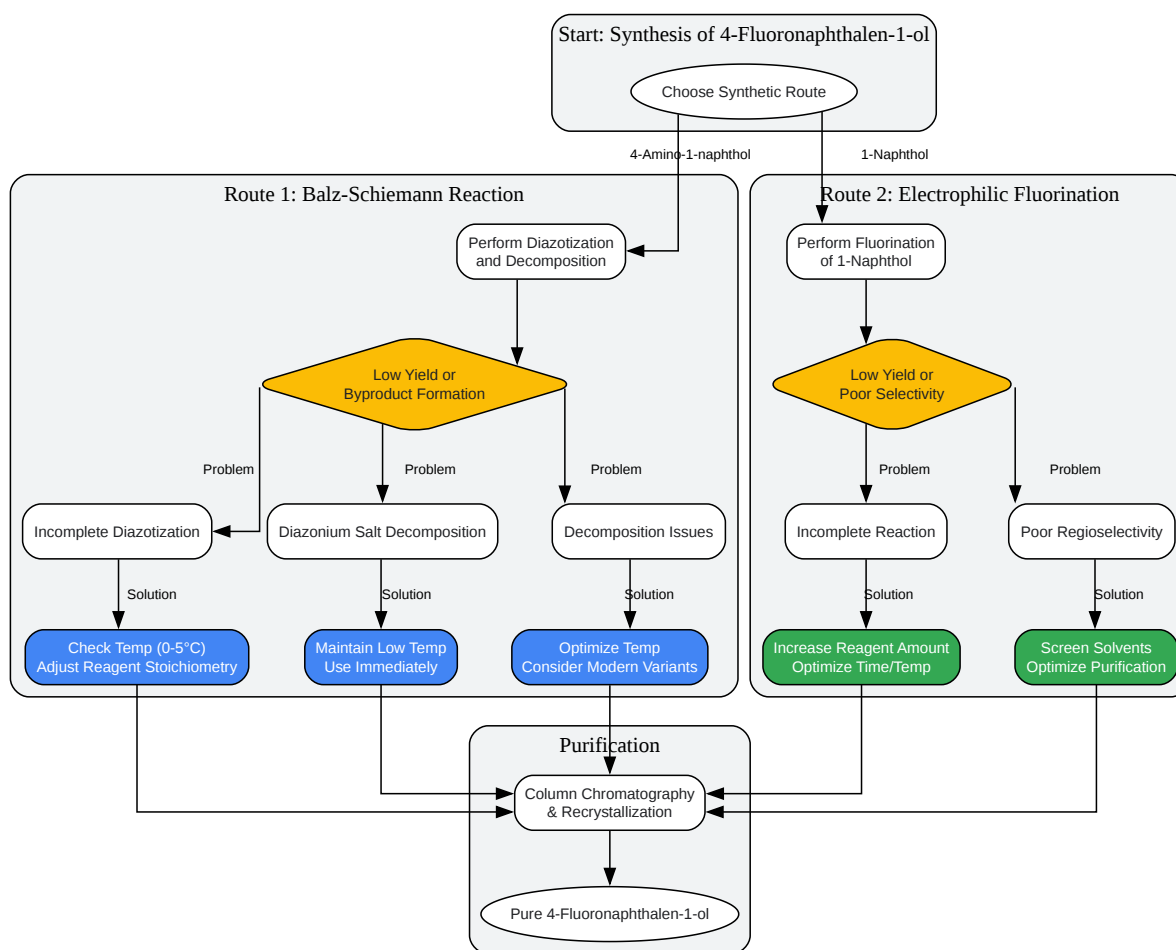 Start: Synthesis of 4-Fluoronaphthalen-1-ol
Choose Synthetic Route
4-Amino-1-naphthol
1-Naphthol
Route 1: Balz-Schiemann Reaction
Route 2: Electrophilic Fluorination
Perform Diazotization
and Decomposition
Perform Fluorination
of 1-Naphthol
Low Yield or
Byproduct Formation
Low Yield or
Poor Selectivity
Problem
Problem
Problem
Problem
Problem
Incomplete Diazotization
Diazonium Salt Decomposition
Decomposition Issues
Incomplete Reaction
Poor Regioselectivity
Solution
Solution
Solution
Solution
Solution
Check Temp (0-5°C)
Adjust Reagent Stoichiometry
Maintain Low Temp
Use Immediately
Optimize Temp
Consider Modern Variants
Increase Reagent Amount
Optimize Time/Temp
Screen Solvents
Optimize Purification
Purification
Column Chromatography
& Recrystallization
Pure 4-Fluoronaphthalen-1-ol